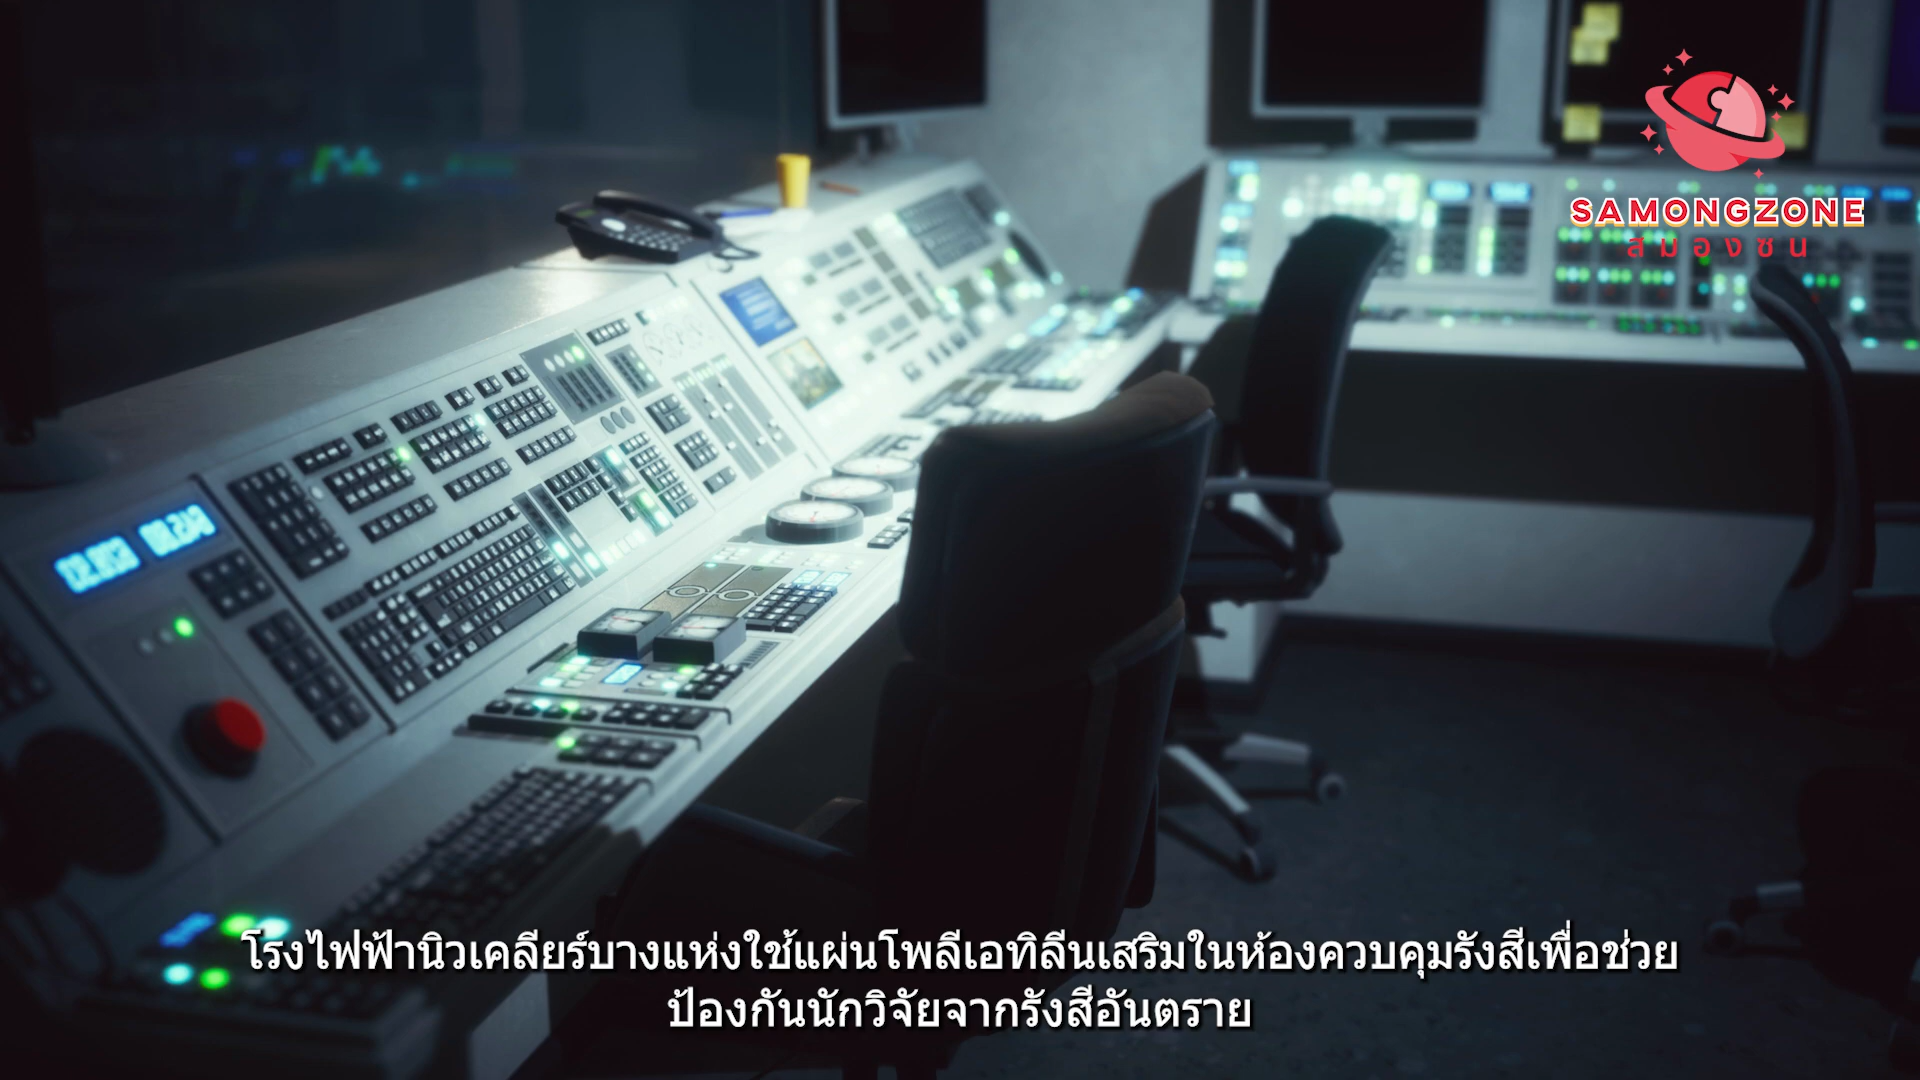 SAMONGZONE
สมองซน
โรงไฟฟ้านิวเคลียร์บางแห่งใช้แผ่นโพลีเอทิลีนเสริมในห้องควบคุมรังสีเพื่อช่วย
ป้องกันนักวิจัยจากรังสีอันตราย